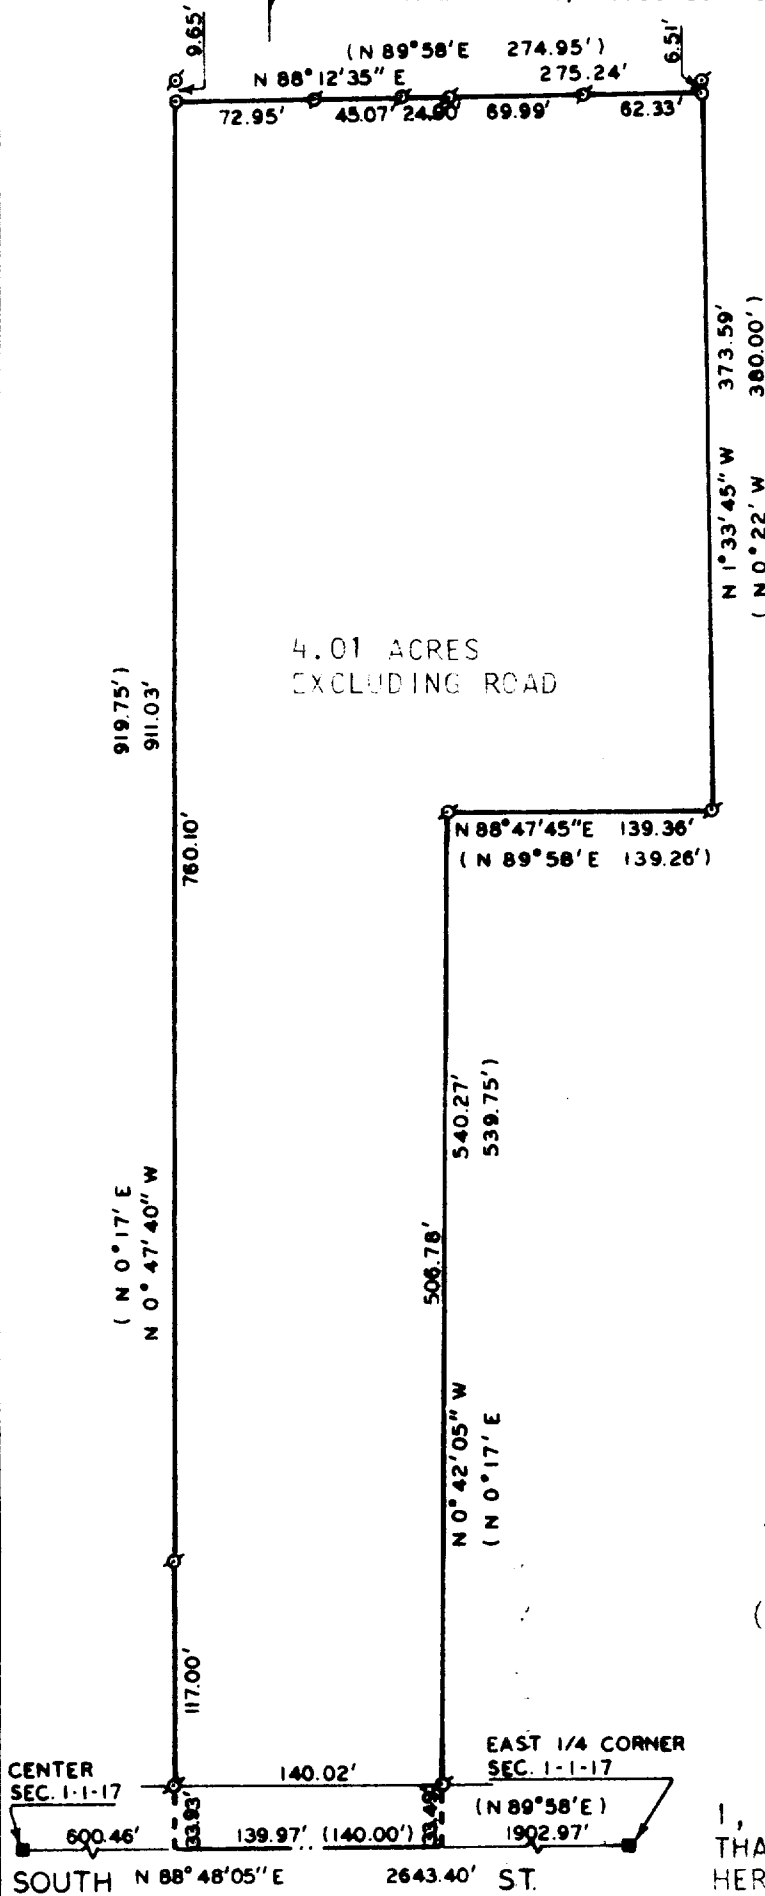 9.65'
6.51'
(N 89°58'E 274.95')
N 88°12'35" E 275.24'
72.95' 45.07' 69.99' 62.33'
373.59'
380.00')
N 1°33'45" W
( N 0°22' W
4.01 ACRES
EXCLUDING ROAD
919.75')
911.03'
760.10'
N 88°47'45"E 139.36'
( N 89°58'E 139.26')
540.27'
539.75')
506.78'
( N 0°17' E
N 0°47'40" W
N 0°42'05" W
( N 0°17' E
117.00'
CENTER
SEC. 1-1-17
140.02'
EAST 1/4 CORNER
SEC. 1-1-17
33.93'
33.49'
(N 89°58'E)
600.46' 139.97' (140.00') 1902.97'
SOUTH N 88°48'05"E 2643.40' ST.
(
I,
THA
HER